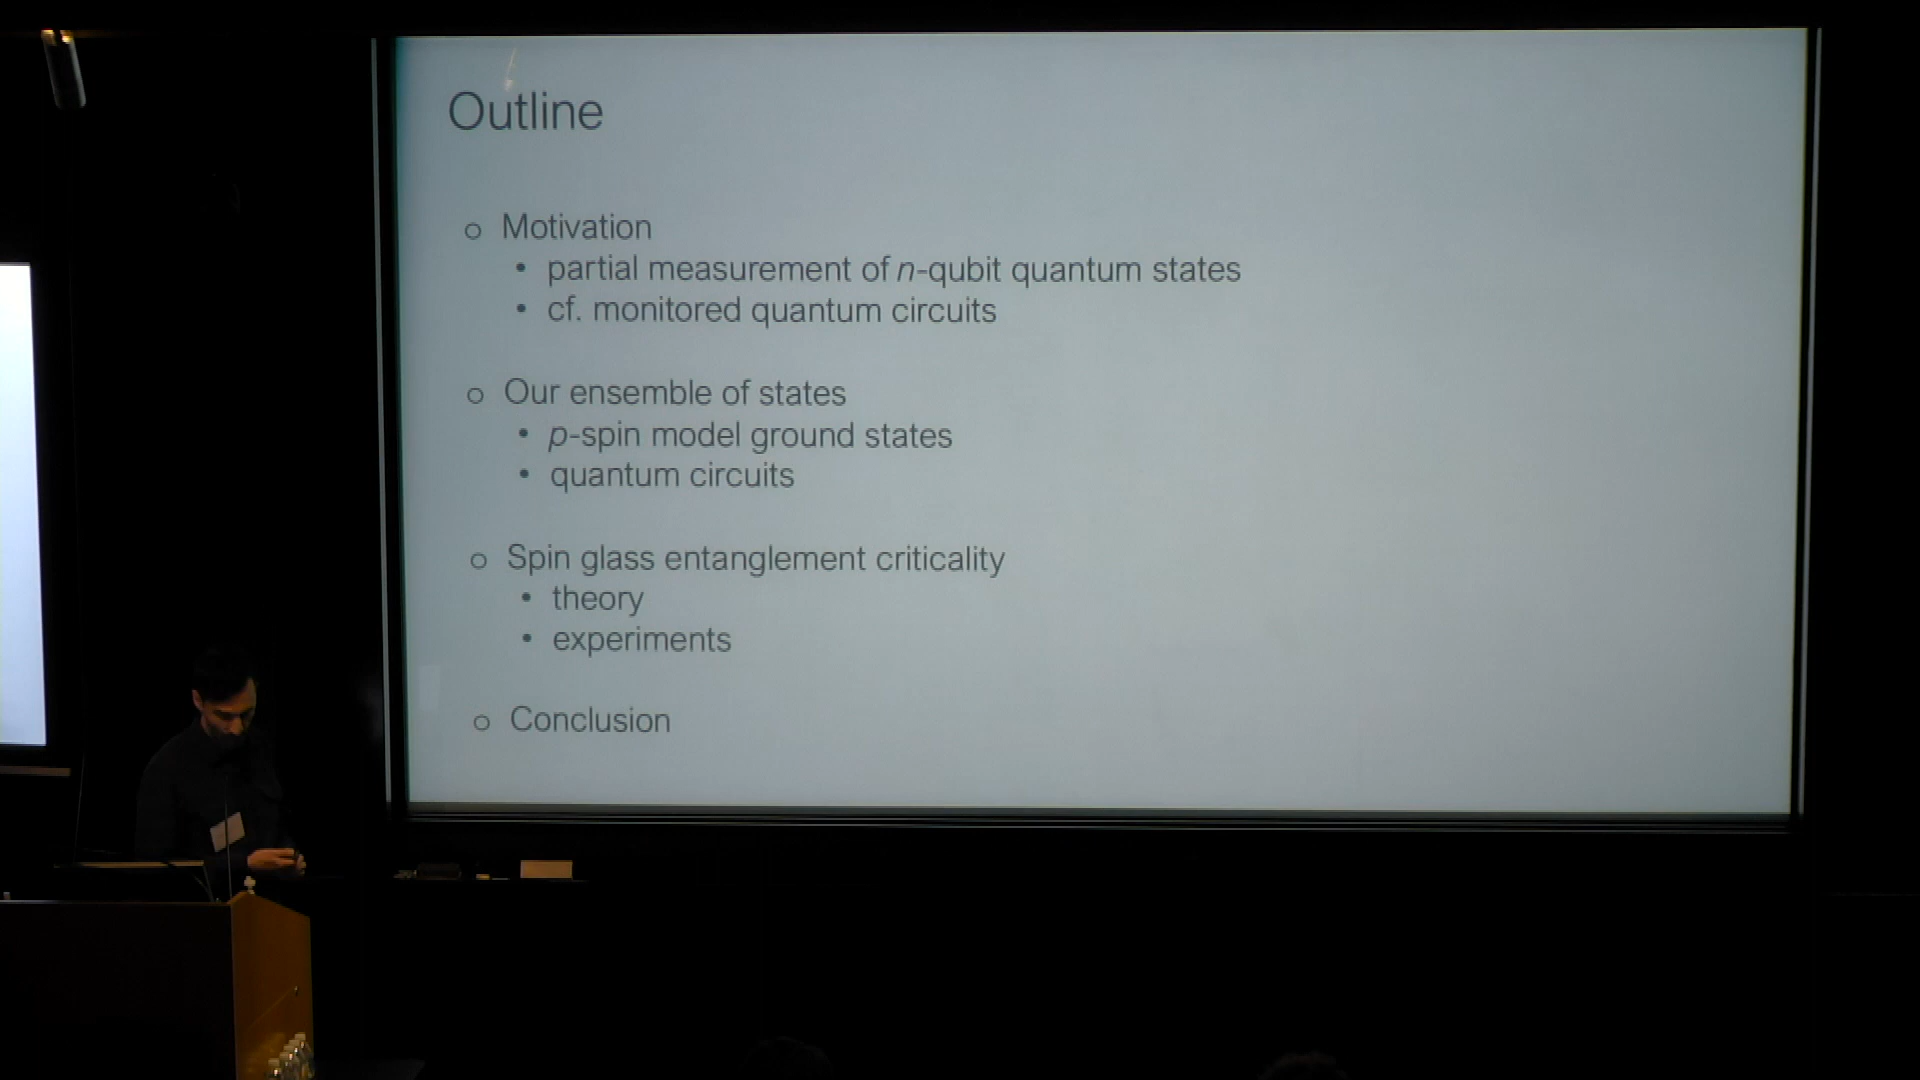 Outline
Motivation
partial measurement of n-qubit quantum states
cf. monitored quantum circuits
Our ensemble of states
p-spin model ground states
quantum circuits
Spin glass entanglement criticality
theory
experiments
Conclusion